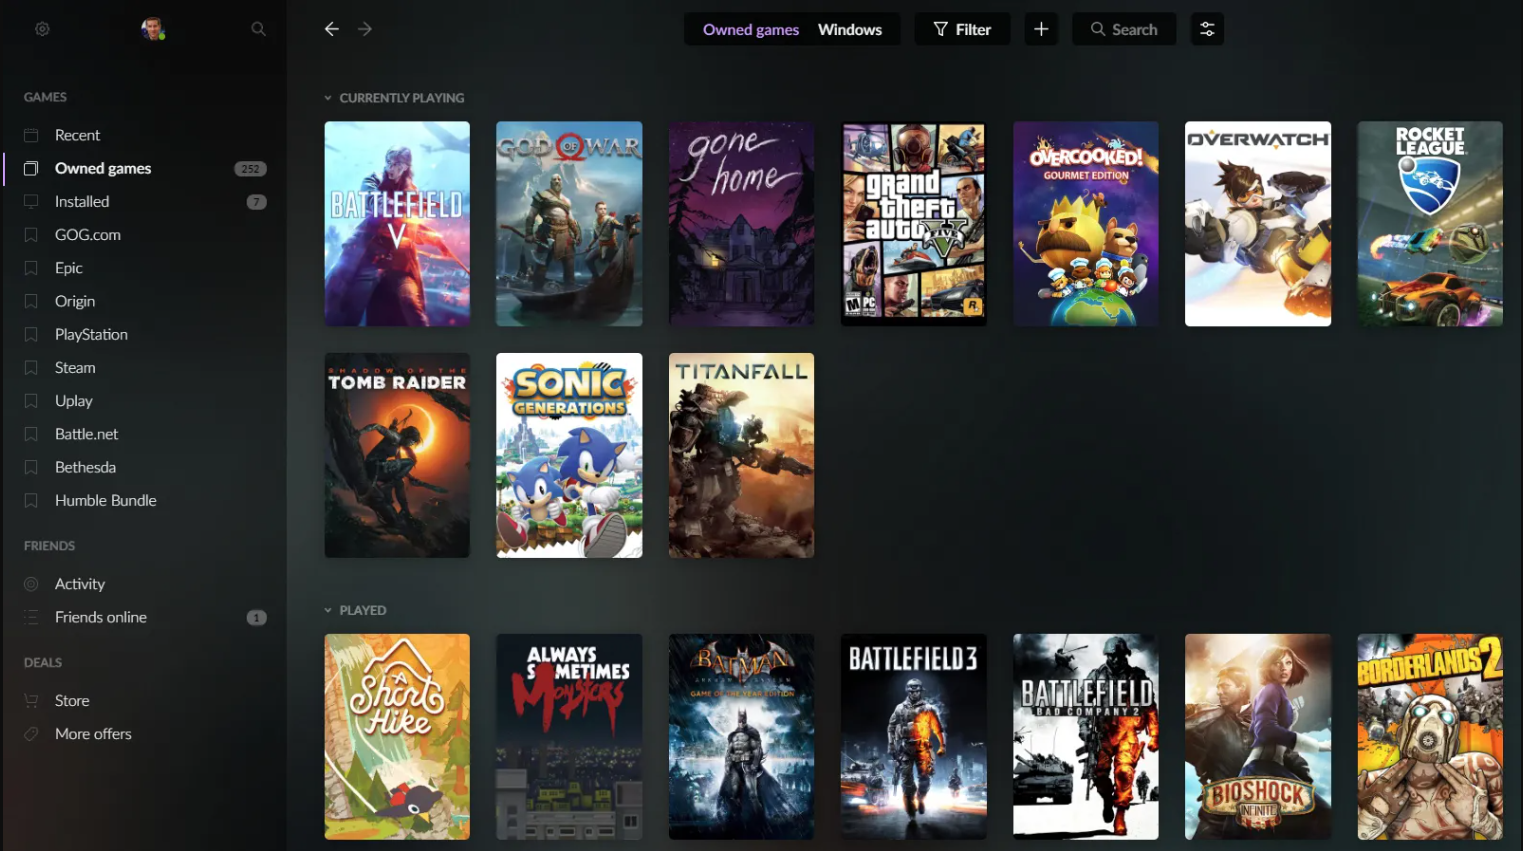 Owned games Windows Filter Search
GAMES
Recent
Owned games 252
Installed 7
GOG.com
Epic
Origin
PlayStation
Steam
Uplay
Battle.net
Bethesda
Humble Bundle
FRIENDS
Activity
Friends online 1
DEALS
Store
More offers
CURRENTLY PLAYING
BATTLEFIELD
V
GOD OF WAR
gone
home
grand
theft
auto
V
FIVE
M PC
R
OVERCOOKED!
GOURMET EDITION
OVERWATCH
ROCKET
LEAGUE
SHADOW OF THE
TOMB RAIDER
SONIC
GENERATIONS
TITANFALL
PLAYED
A
Short
Hike
ALWAYS
SOMETIMES
MONSTERS
BATMAN
ARKHAM ASYLUM
GAME OF THE YEAR EDITION
BATTLEFIELD 3
BATTLEFIELD
BAD COMPANY 2
BIOSHOCK
INFINITE
BORDERLANDS 2